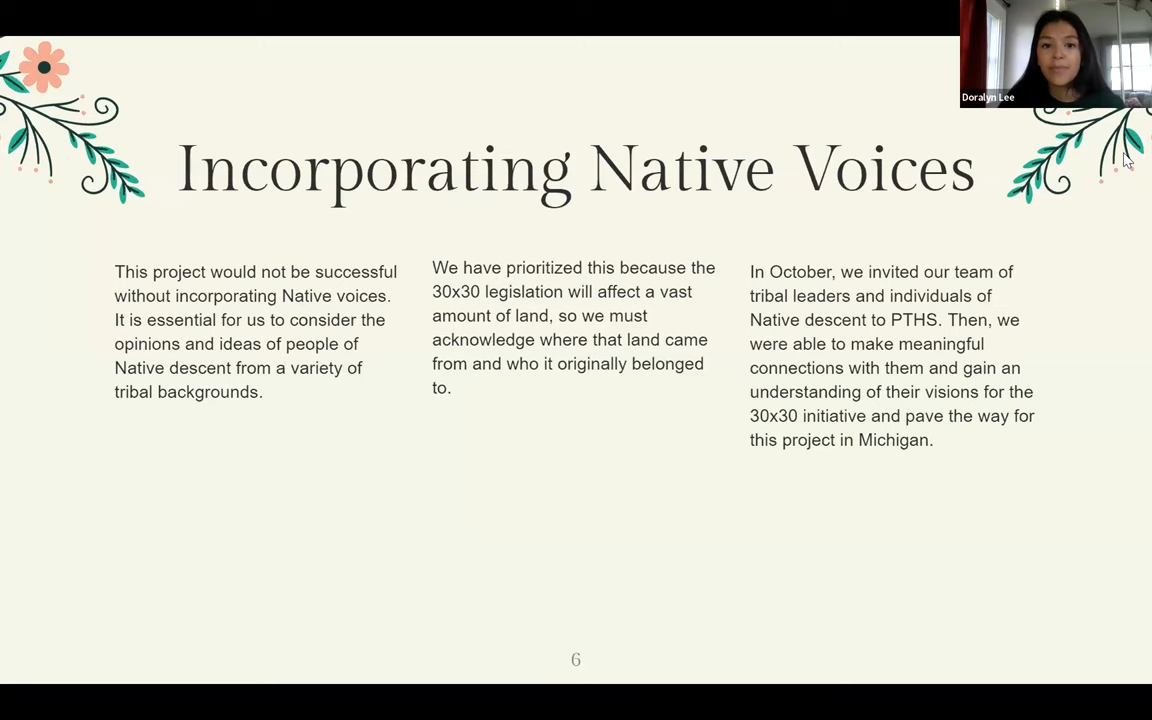 Doralyn Lee
Incorporating Native Voices
This project would not be successful
without incorporating Native voices.
It is essential for us to consider the
opinions and ideas of people of
Native descent from a variety of
tribal backgrounds.
We have prioritized this because the
30x30 legislation will affect a vast
amount of land, so we must
acknowledge where that land came
from and who it originally belonged
to.
In October, we invited our team of
tribal leaders and individuals of
Native descent to PTHS. Then, we
were able to make meaningful
connections with them and gain an
understanding of their visions for the
30x30 initiative and pave the way for
this project in Michigan.
6